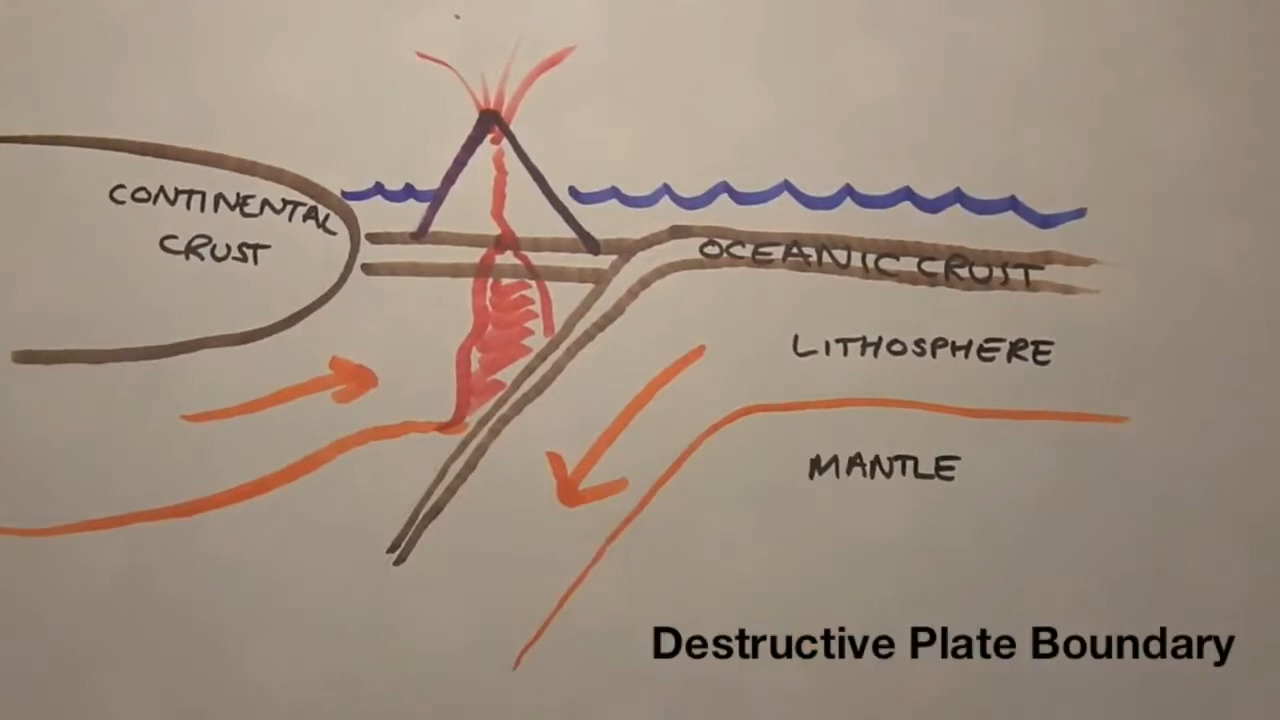 CONTINENTAL
CRUST
OCEANIC CRUST
LITHOSPHERE
MANTLE
Destructive Plate Boundary